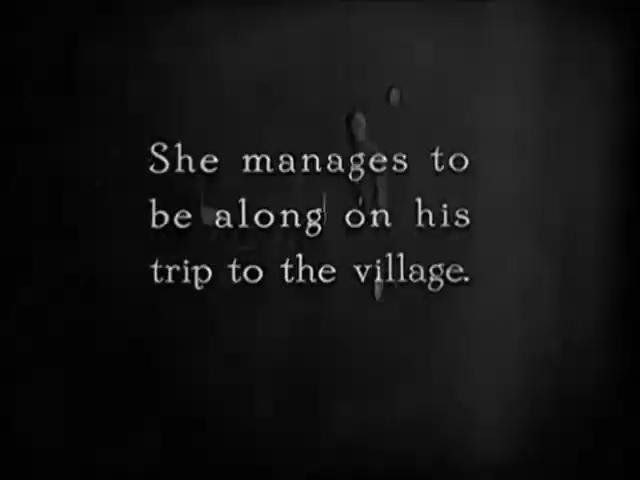 She manages to
be along on his
trip to the village.